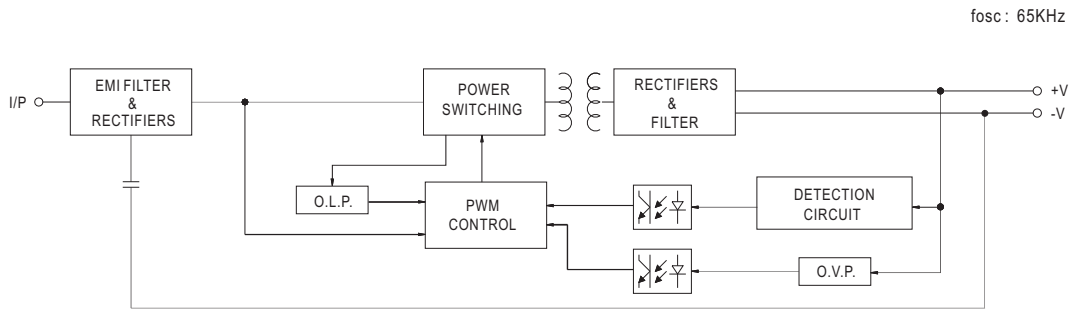 fosc : 65KHz
I/P
EMI FILTER
&
RECTIFIERS
POWER
SWITCHING
RECTIFIERS
&
FILTER
+V
-V
O.L.P.
PWM
CONTROL
DETECTION
CIRCUIT
O.V.P.